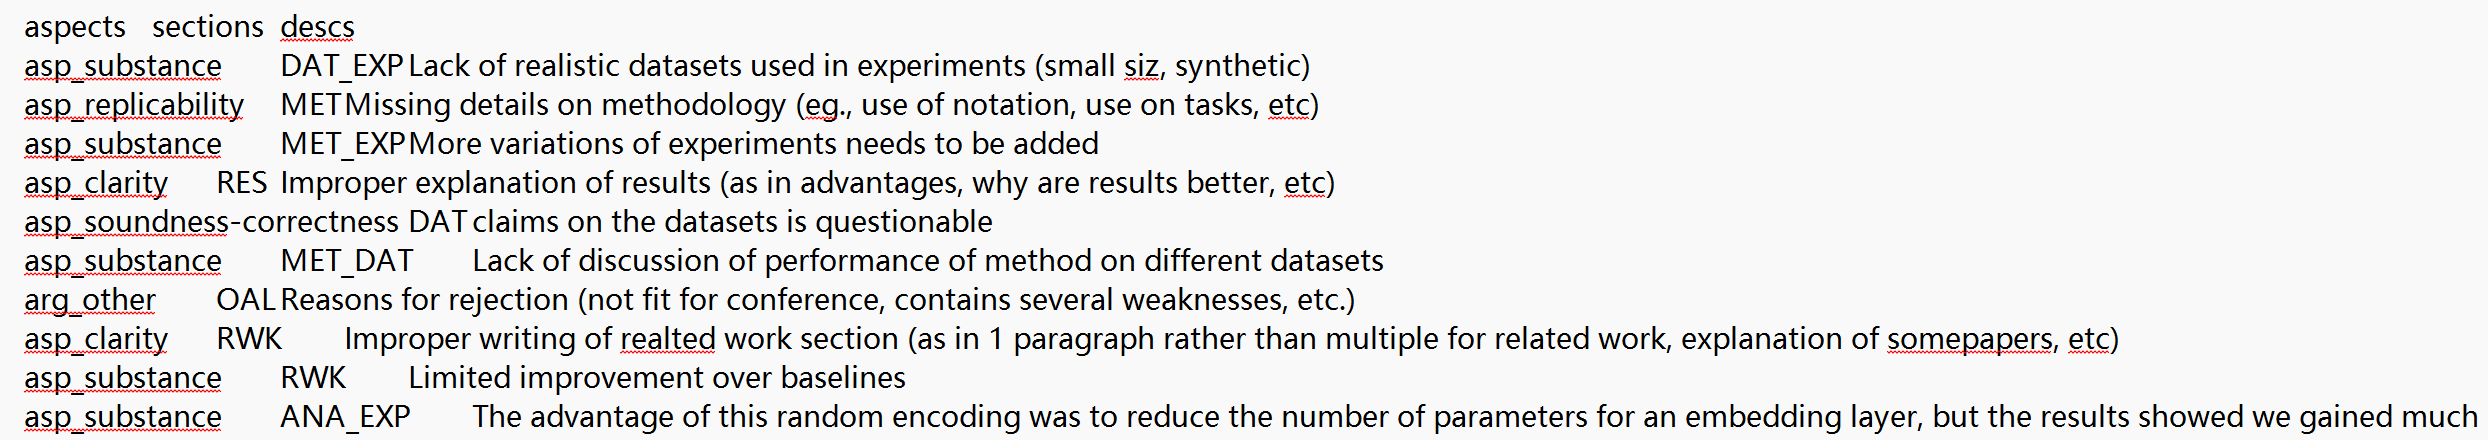 aspects	sections	descs
asp_substance	DAT_EXP	Lack of realistic datasets used in experiments (small siz, synthetic)
asp_replicability	MET	Missing details on methodology (eg., use of notation, use on tasks, etc)
asp_substance	MET_EXP	More variations of experiments needs to be added
asp_clarity	RES	Improper explanation of results (as in advantages, why are results better, etc)
asp_soundness-correctness	DAT	claims on the datasets is questionable
asp_substance	MET_DAT	Lack of discussion of performance of method on different datasets
arg_other	OAL	Reasons for rejection (not fit for conference, contains several weaknesses, etc.)
asp_clarity	RWK	Improper writing of realted work section (as in 1 paragraph rather than multiple for related work, explanation of somepapers, etc)
asp_substance	RWK	Limited improvement over baselines
asp_substance	ANA_EXP	The advantage of this random encoding was to reduce the number of parameters for an embedding layer, but the results showed we gained much